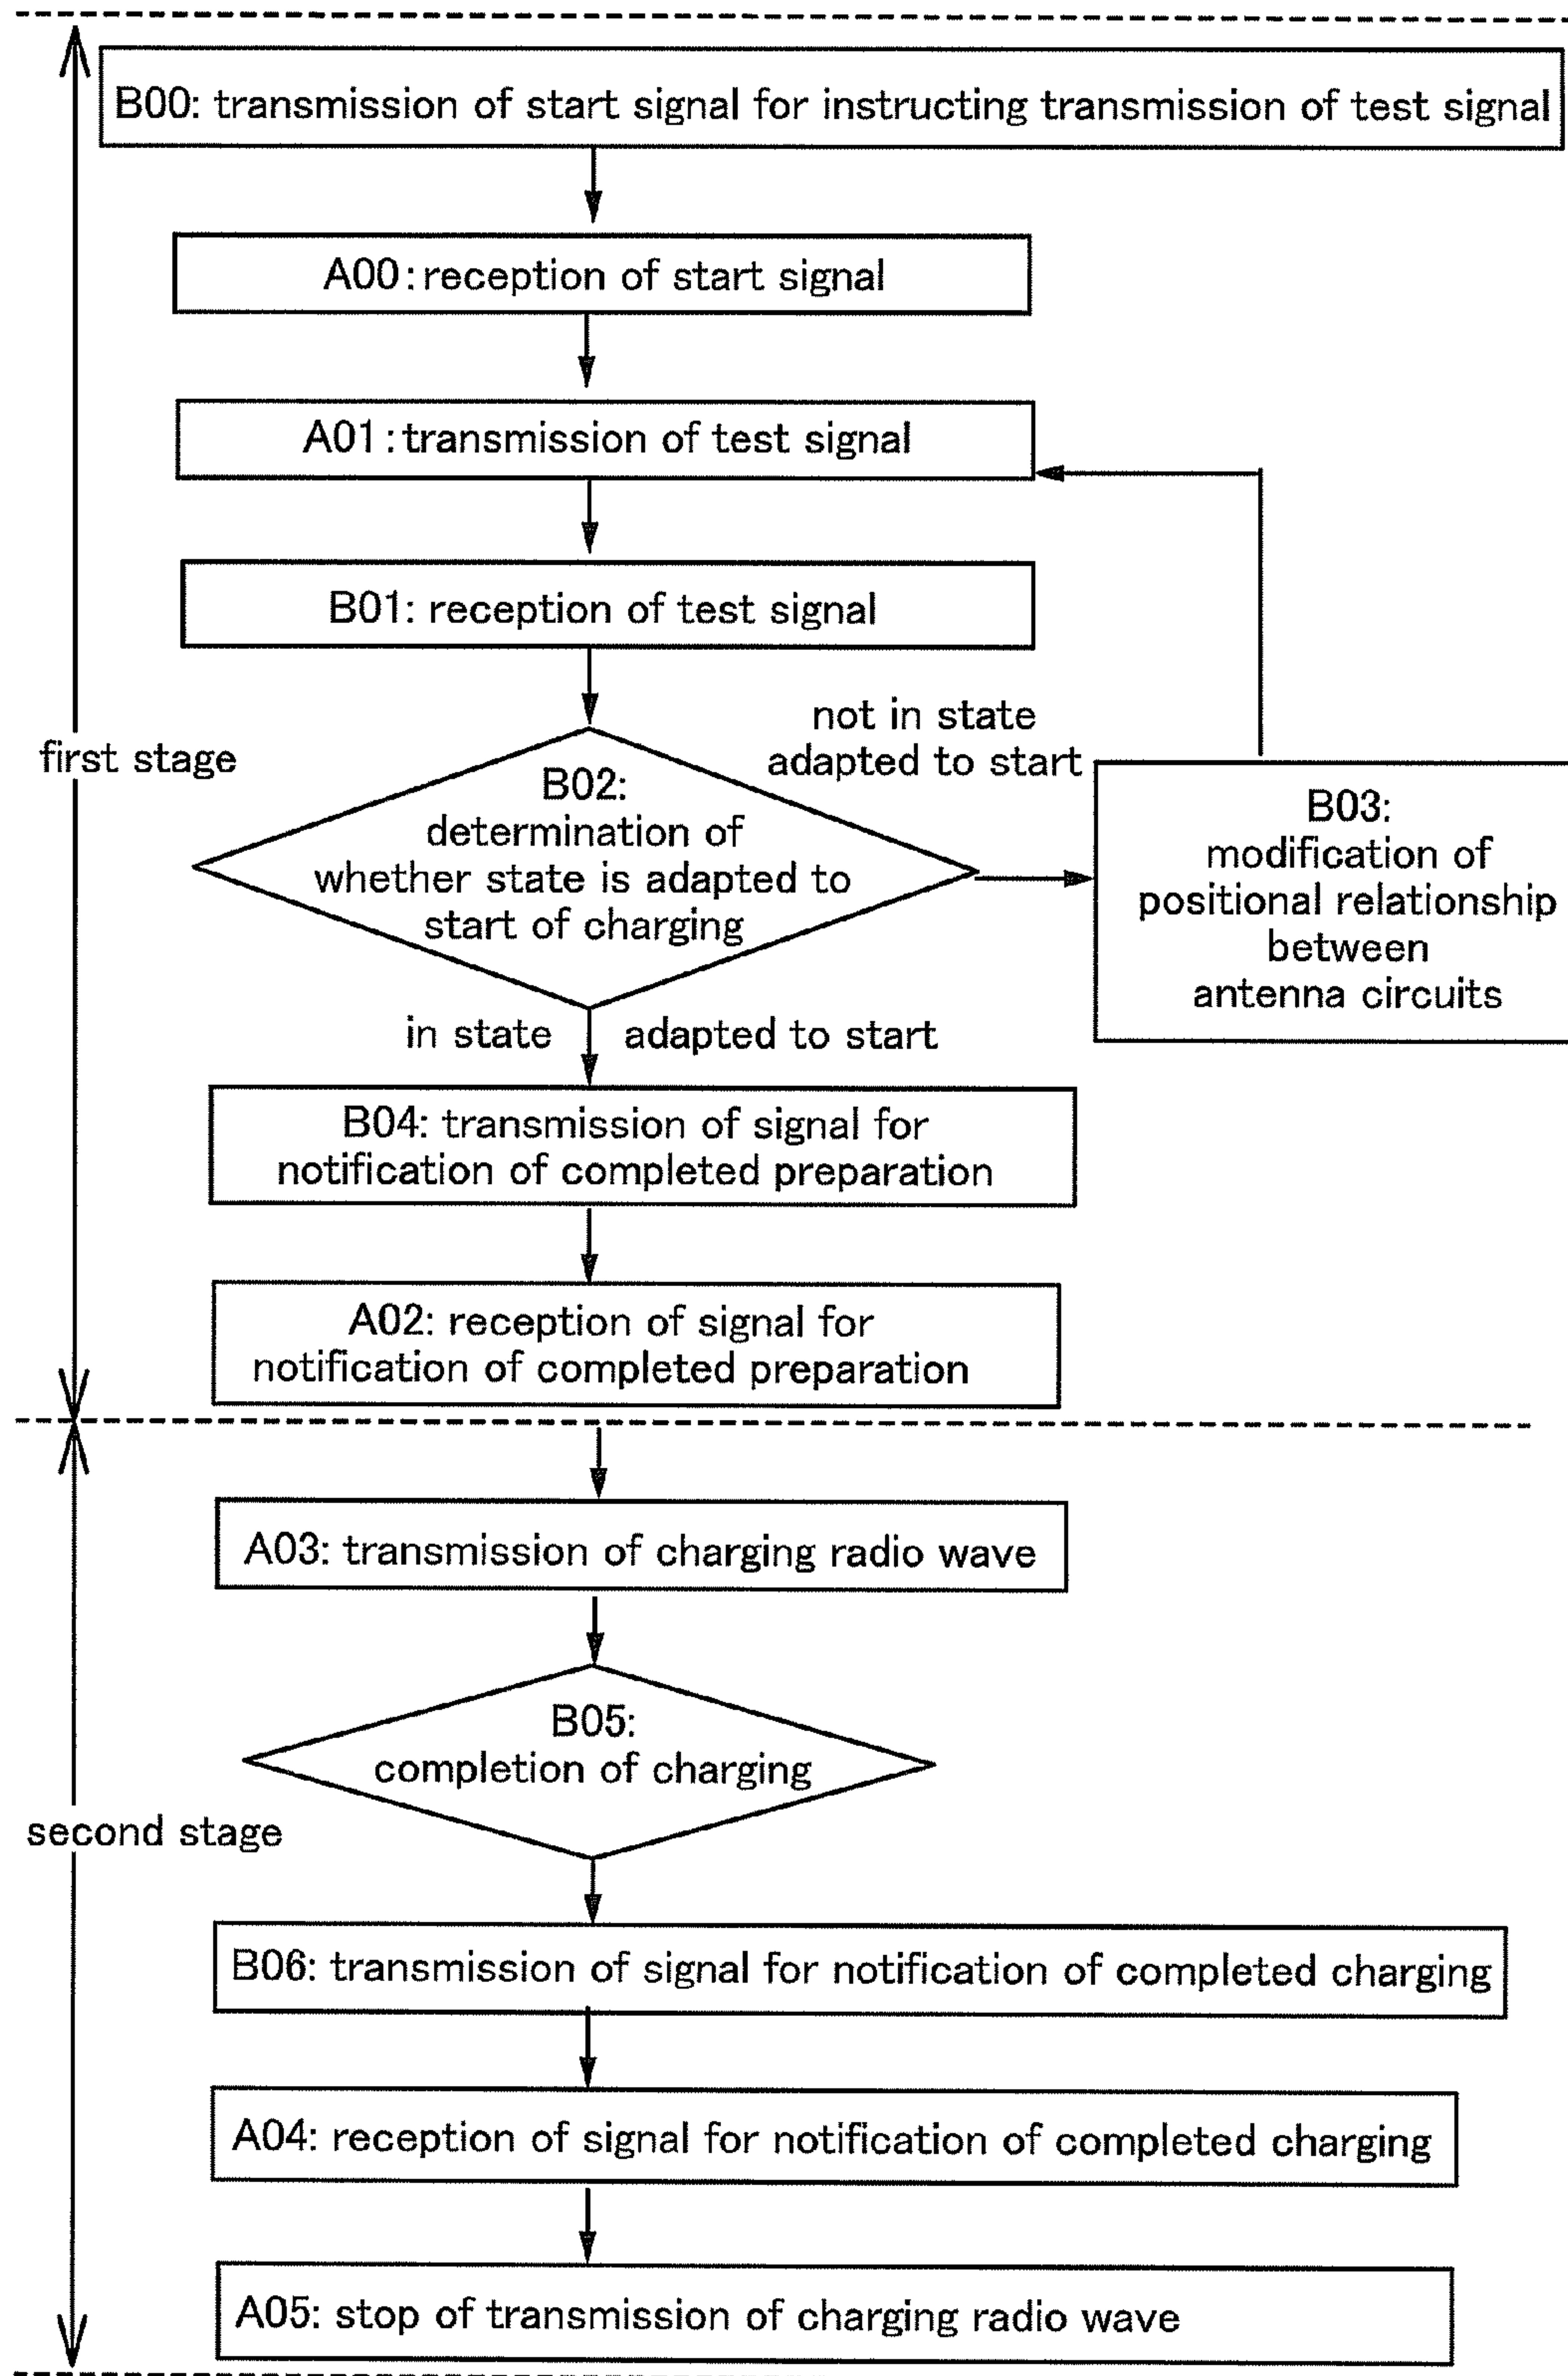 B00: transmission of start signal for instructing transmission of test signal
A00: reception of start signal
A01: transmission of test signal
B01: reception of test signal
not in state
adapted to start
first stage
B02:
determination of
whether state is adapted to
start of charging
B03:
modification of
positional relationship
between
antenna circuits
in state adapted to start
B04: transmission of signal for
notification of completed preparation
A02: reception of signal for
notification of completed preparation
A03: transmission of charging radio wave
B05:
completion of charging
second stage
B06: transmission of signal for notification of completed charging
A04: reception of signal for notification of completed charging
A05: stop of transmission of charging radio wave